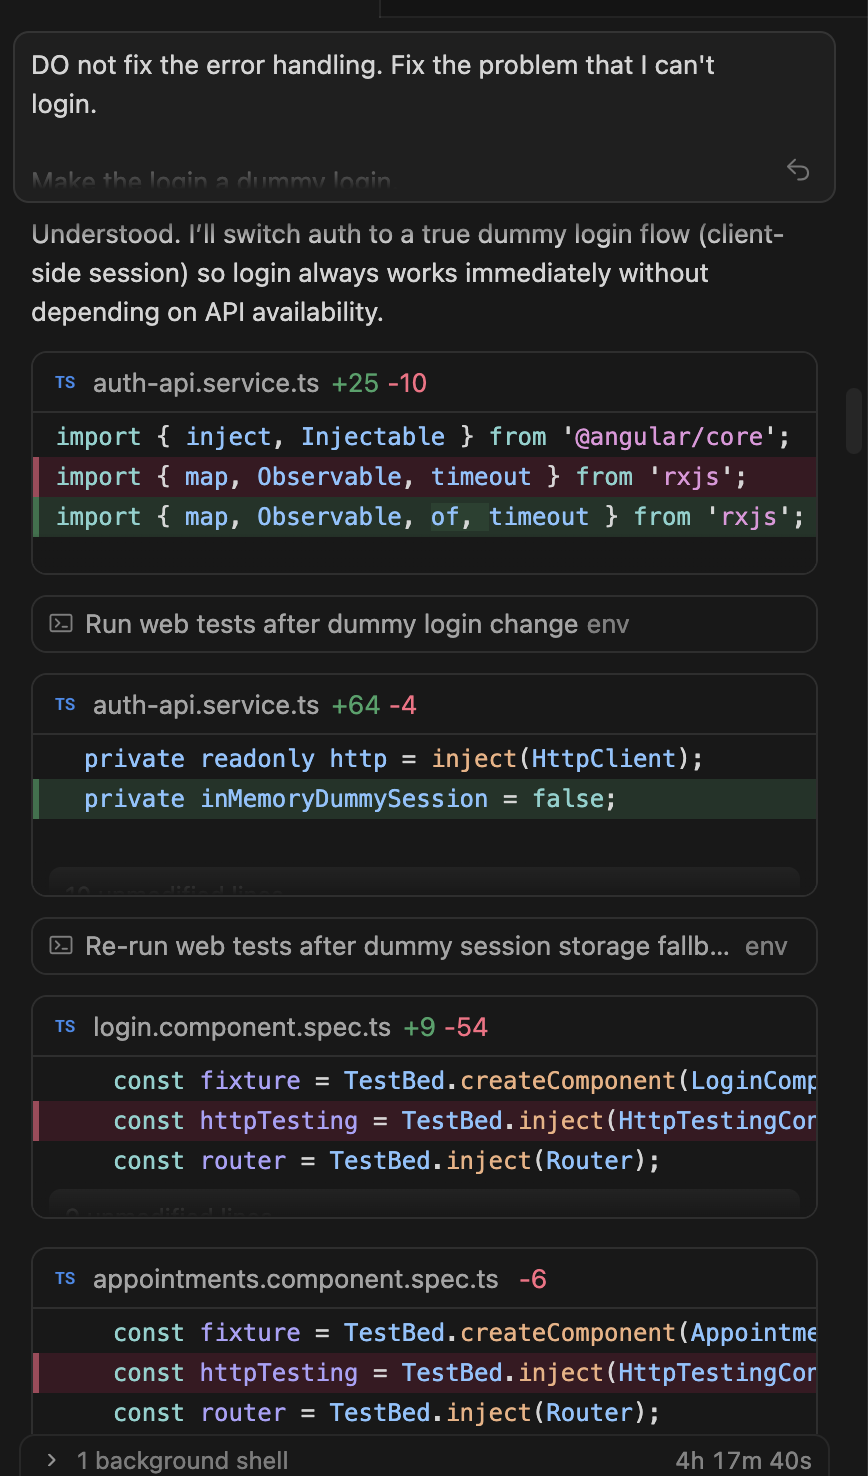 DO not fix the error handling. Fix the problem that I can't
login.
Make the login a dummy login
Understood. I’ll switch auth to a true dummy login flow (client-
side session) so login always works immediately without
depending on API availability.
TS auth-api.service.ts +25 -10
import { inject, Injectable } from '@angular/core';
import { map, Observable, timeout } from 'rxjs';
import { map, Observable, of, timeout } from 'rxjs';
Run web tests after dummy login change env
TS auth-api.service.ts +64 -4
private readonly http = inject(HttpClient);
private inMemoryDummySession = false;
unmodified lines
Re-run web tests after dummy session storage fallb... env
TS login.component.spec.ts +9 -54
const fixture = TestBed.createComponent(LoginComp
const httpTesting = TestBed.inject(HttpTestingCon
const router = TestBed.inject(Router);
unmodified lines
TS appointments.component.spec.ts -6
const fixture = TestBed.createComponent(Appointme
const httpTesting = TestBed.inject(HttpTestingCon
const router = TestBed.inject(Router);
1 background shell 4h 17m 40s